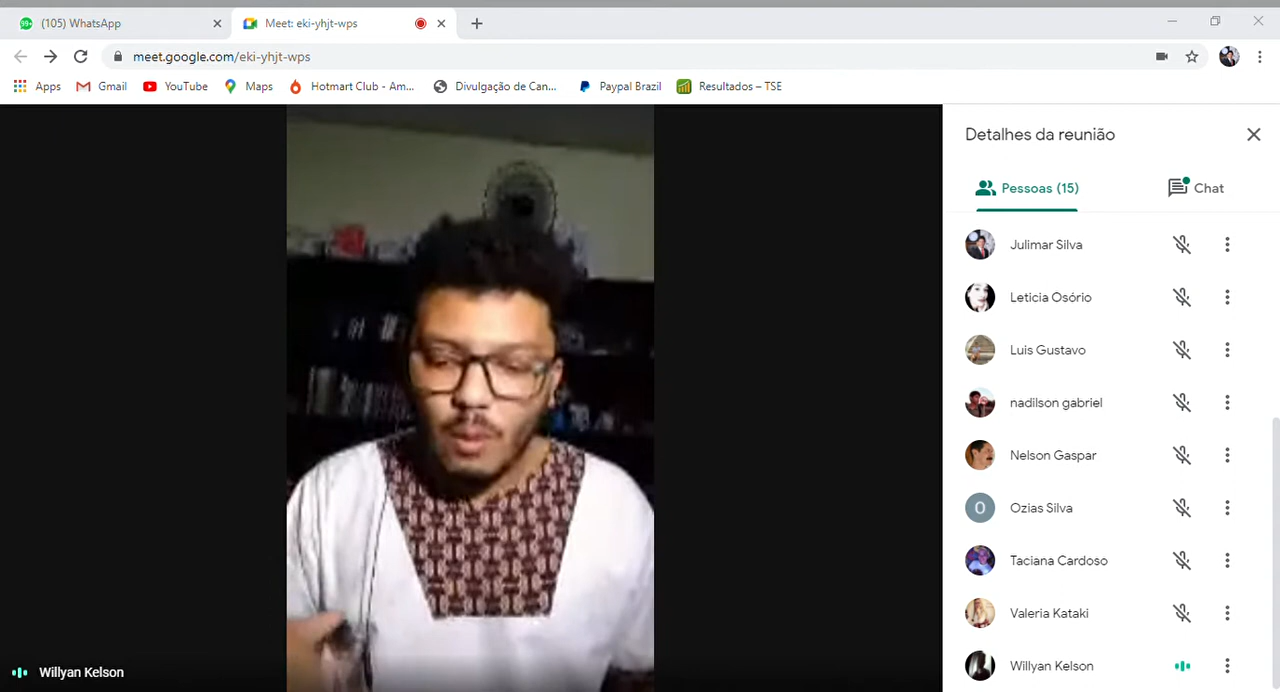 99+ (105) WhatsApp
Meet: eki-yhjt-wps
meet.google.com/eki-yhjt-wps
Apps Gmail YouTube Maps Hotmart Club - Am... Divulgação de Can... Paypal Brazil Resultados – TSE
Detalhes da reunião
Pessoas (15) Chat
Julimar Silva
Leticia Osório
Luis Gustavo
nadilson gabriel
Nelson Gaspar
O Ozias Silva
Taciana Cardoso
Valeria Kataki
Willyan Kelson
Willyan Kelson